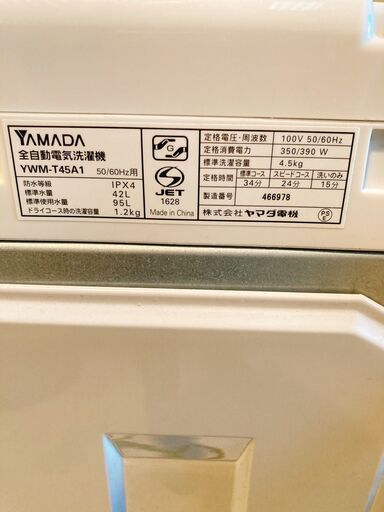 YAMADA
全自動電気洗濯機
YWM-T45A1 50/60Hz用
防水等級 IPX4
標準水量 42L
標準使用水量 95L
ドライコース時の洗濯容量 1.2kg
G
S
JET
1628
Made in China
定格電圧・周波数 100V 50/60Hz
定格消費電力 350/390 W
標準洗濯容量 4.5kg
定格時間 標準コース スピードコース 洗いのみ
34分 24分 15分
製造番号 466978
株式会社ヤマダ電機
PS
E